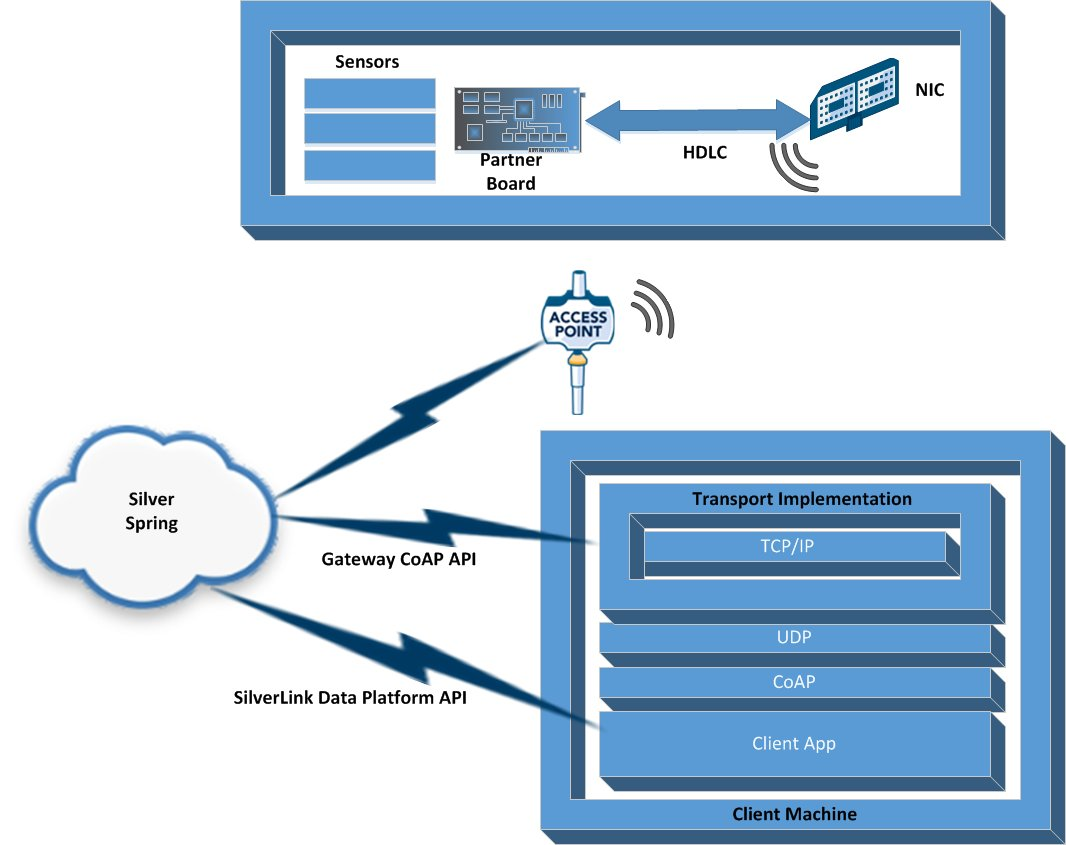 Sensors
NIC
Partner
Board
HDLC
ACCESS
POINT
Silver
Spring
Gateway CoAP API
SilverLink Data Platform API
Transport Implementation
TCP/IP
UDP
CoAP
Client App
Client Machine